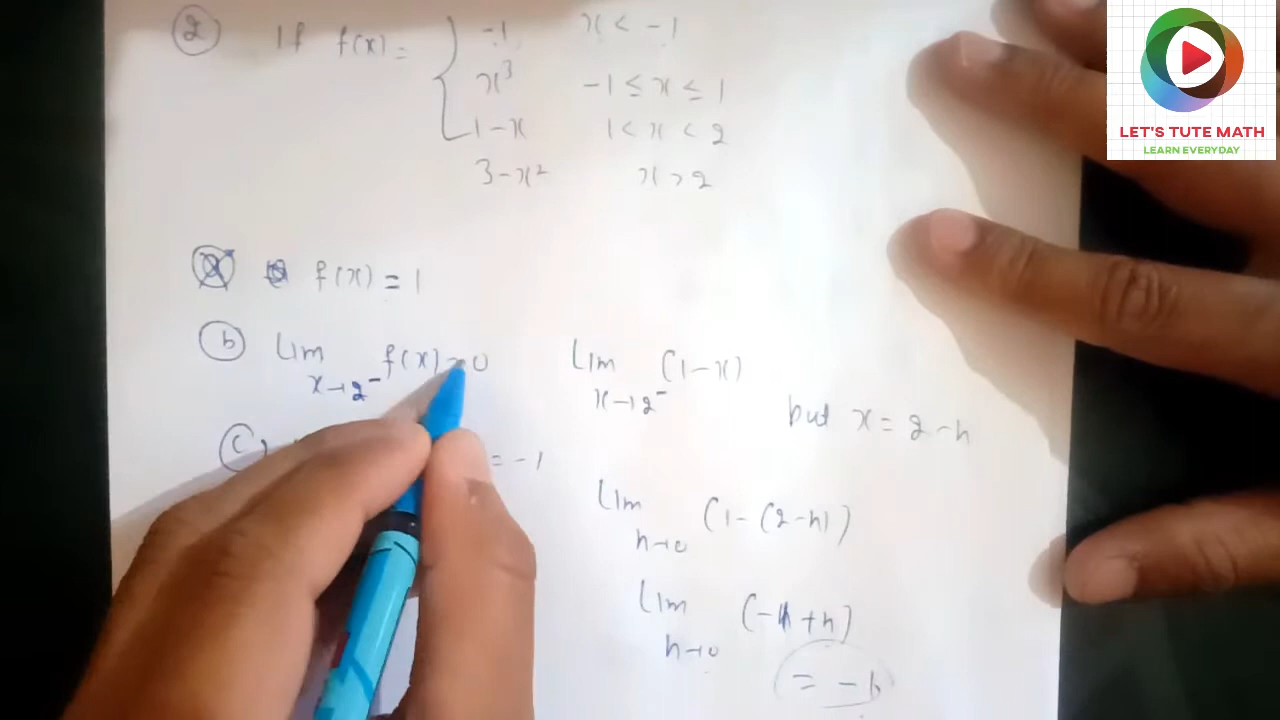 2 If f(x) = { -1 x < -1
x³ -1 ≤ x ≤ 1
1-x 1 < x < 2
3-x² x > 2
f(x) = 1
b Lim x→2⁻ f(x) = 0 Lim x→2⁻ (1-x)
but x = 2-h
c = -1
Lim h→0 (1-(2-h))
Lim h→0 (-1+h)
= -1
LET'S TUTE MATH
LEARN EVERYDAY